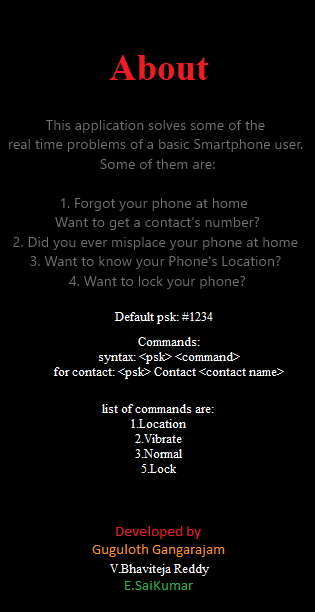 About
This application solves some of the
real time problems of a basic Smartphone user.
Some of them are:
1. Forgot your phone at home
Want to get a contact's number?
2. Did you ever misplace your phone at home
3. Want to know your Phone's Location?
4. Want to lock your phone?
Default psk: #1234
Commands:
syntax: <psk> <command>
for contact: <psk> Contact <contact name>
list of commands are:
1.Location
2.Vibrate
3.Normal
5.Lock
Developed by
Guguloth Gangarajam
V.Bhaviteja Reddy
E.SaiKumar